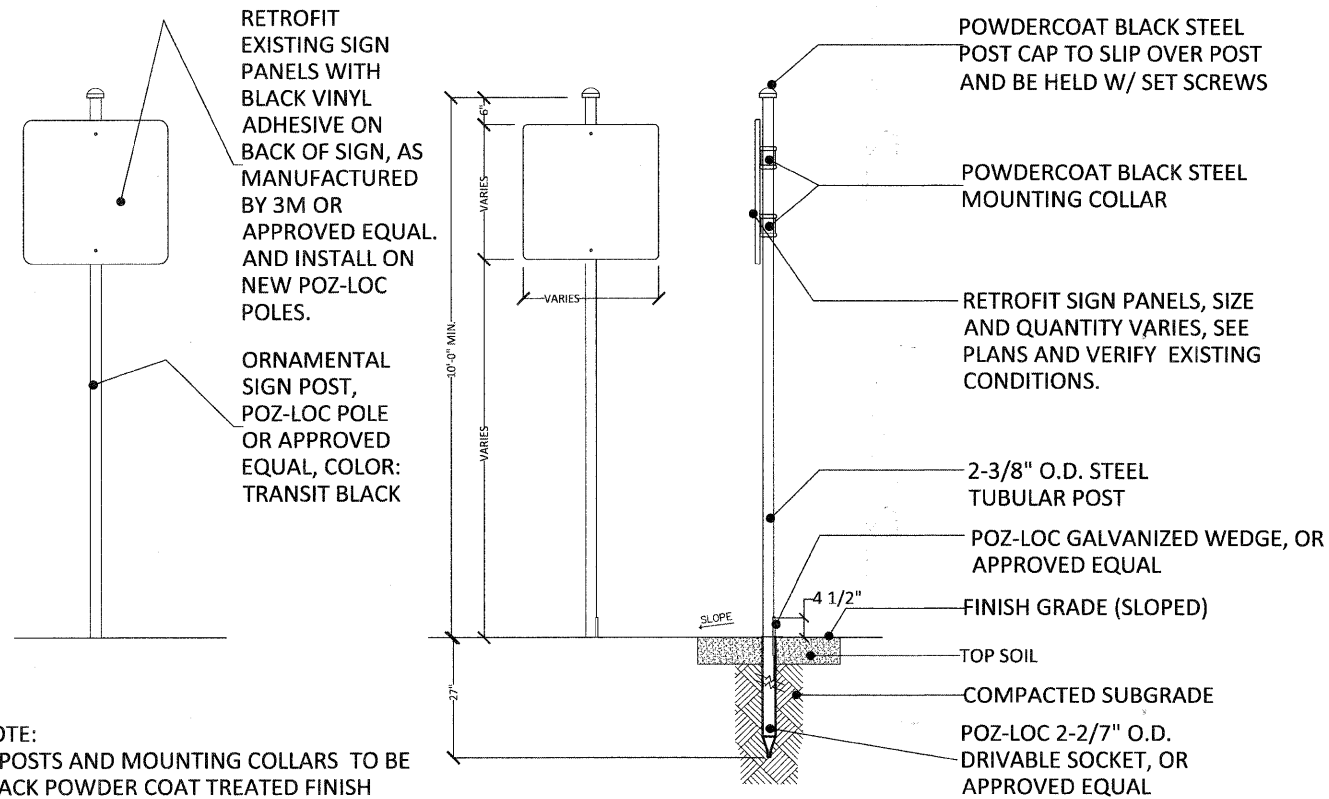 RETROFIT
EXISTING SIGN
PANELS WITH
BLACK VINYL
ADHESIVE ON
BACK OF SIGN, AS
MANUFACTURED
BY 3M OR
APPROVED EQUAL.
AND INSTALL ON
NEW POZ-LOC
POLES.
ORNAMENTAL
SIGN POST,
POZ-LOC POLE
OR APPROVED
EQUAL, COLOR:
TRANSIT BLACK
6"
VARIES
VARIES
10'-0" MIN.
VARIES
27"
POWDERCOAT BLACK STEEL
POST CAP TO SLIP OVER POST
AND BE HELD W/ SET SCREWS
POWDERCOAT BLACK STEEL
MOUNTING COLLAR
RETROFIT SIGN PANELS, SIZE
AND QUANTITY VARIES, SEE
PLANS AND VERIFY EXISTING
CONDITIONS.
2-3/8" O.D. STEEL
TUBULAR POST
POZ-LOC GALVANIZED WEDGE, OR
APPROVED EQUAL
4 1/2"
SLOPE
FINISH GRADE (SLOPED)
TOP SOIL
COMPACTED SUBGRADE
POZ-LOC 2-2/7" O.D.
DRIVABLE SOCKET, OR
APPROVED EQUAL
OTE:
POSTS AND MOUNTING COLLARS TO BE
ACK POWDER COAT TREATED FINISH